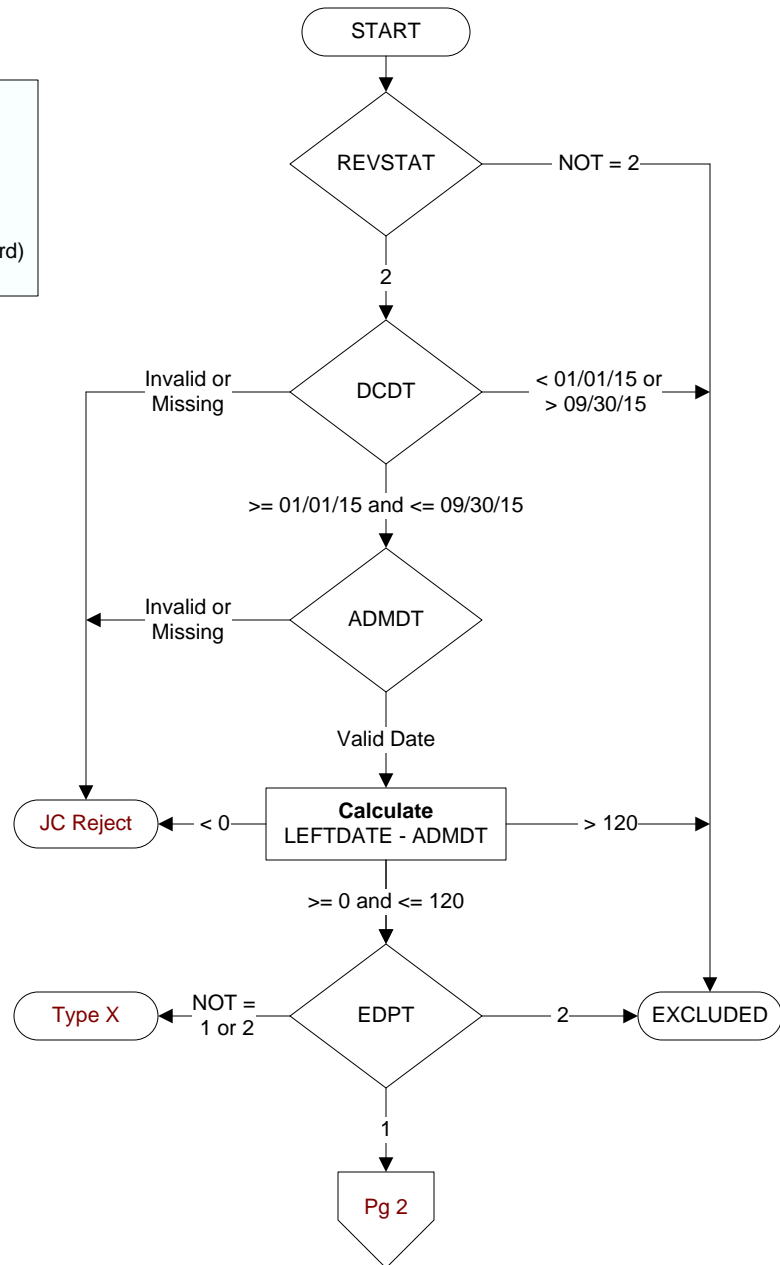 START
REVSTAT
NOT = 2
rd)
2
Invalid or
Missing
DCDT
< 01/01/15 or
> 09/30/15
>= 01/01/15 and <= 09/30/15
Invalid or
Missing
ADMDT
Valid Date
JC Reject
< 0
Calculate
LEFTDATE - ADMDT
> 120
>= 0 and <= 120
Type X
NOT =
1 or 2
EDPT
2
EXCLUDED
1
Pg 2